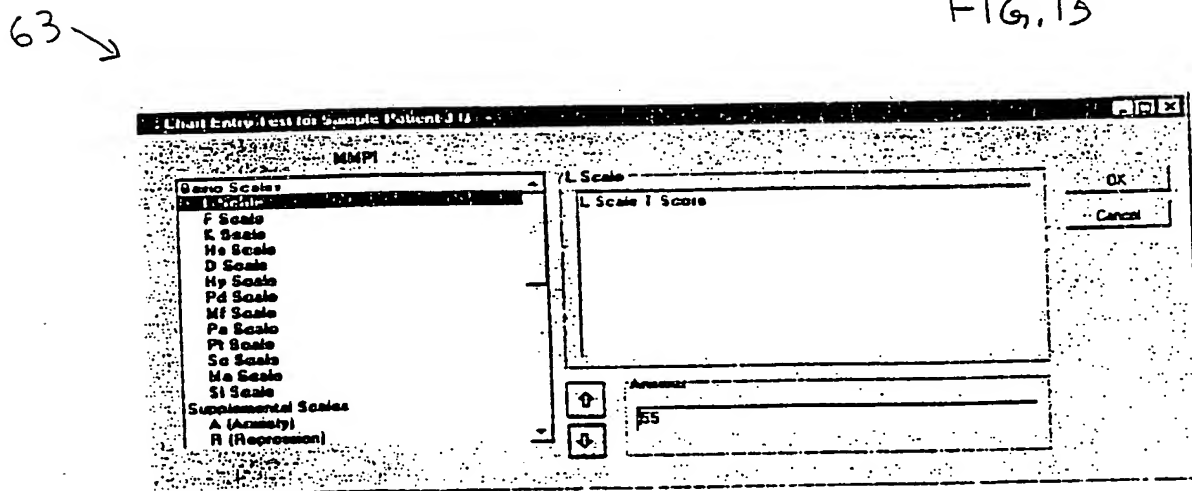 63
FIG. 15
Chart Entry Test for Sample Patient 3
MMPI
Basic Scales
L Scale
F Scale
K Scale
Hs Scale
D Scale
Hy Scale
Pd Scale
Mf Scale
Pa Scale
Pt Scale
Sc Scale
Ma Scale
Si Scale
Supplemental Scales
A (Anxiety)
R (Repression)
L Scale
L Scale T Score
Answer
55
OK
Cancel